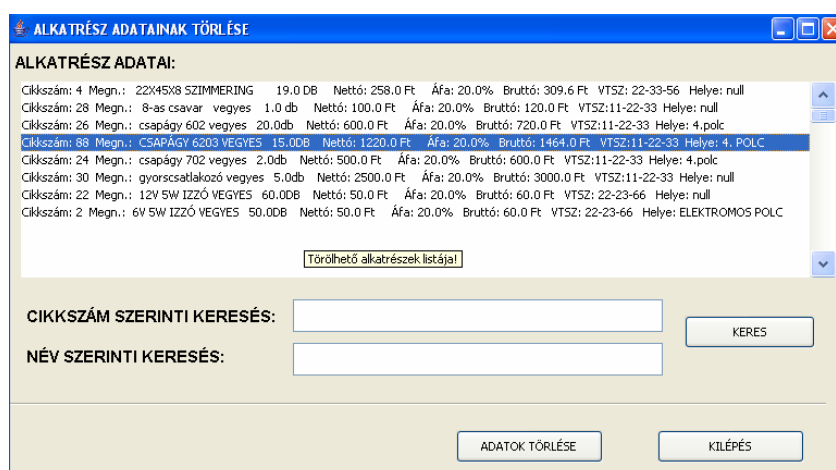 ALKATRÉSZ ADATAINAK TÖRLÉSE
ALKATRÉSZ ADATAI:
Cikkszám: 4 Megn.: 22X45X8 SZIMMERING 19.0 DB Nettó: 258.0 Ft Áfa: 20.0% Bruttó: 309.6 Ft VTSZ: 22-33-56 Helye: null
Cikkszám: 28 Megn.: 8-as csavar vegyes 1.0 db Nettó: 100.0 Ft Áfa: 20.0% Bruttó: 120.0 Ft VTSZ:11-22-33 Helye: null
Cikkszám: 26 Megn.: csapágy 602 vegyes 20.0db Nettó: 600.0 Ft Áfa: 20.0% Bruttó: 720.0 Ft VTSZ:11-22-33 Helye: 4.polc
Cikkszám: 88 Megn.: CSAPÁGY 6203 VEGYES 15.0DB Nettó: 1220.0 Ft Áfa: 20.0% Bruttó: 1464.0 Ft VTSZ:11-22-33 Helye: 4. POLC
Cikkszám: 24 Megn.: csapágy 702 vegyes 2.0db Nettó: 500.0 Ft Áfa: 20.0% Bruttó: 600.0 Ft VTSZ:11-22-33 Helye: 4.polc
Cikkszám: 30 Megn.: gyorscsatlakozó vegyes 5.0db Nettó: 2500.0 Ft Áfa: 20.0% Bruttó: 3000.0 Ft VTSZ:11-22-33 Helye: null
Cikkszám: 22 Megn.: 12V 5W IZZÓ VEGYES 60.0DB Nettó: 50.0 Ft Áfa: 20.0% Bruttó: 60.0 Ft VTSZ: 22-23-66 Helye: null
Cikkszám: 2 Megn.: 6V 5W IZZÓ VEGYES 50.0DB Nettó: 50.0 Ft Áfa: 20.0% Bruttó: 60.0 Ft VTSZ: 22-23-66 Helye: ELEKTROMOS POLC
Törölhető alkatrészek listája!
CIKKSZÁM SZERINTI KERESÉS:
KERES
NÉV SZERINTI KERESÉS:
ADATOK TÖRLÉSE
KILÉPÉS